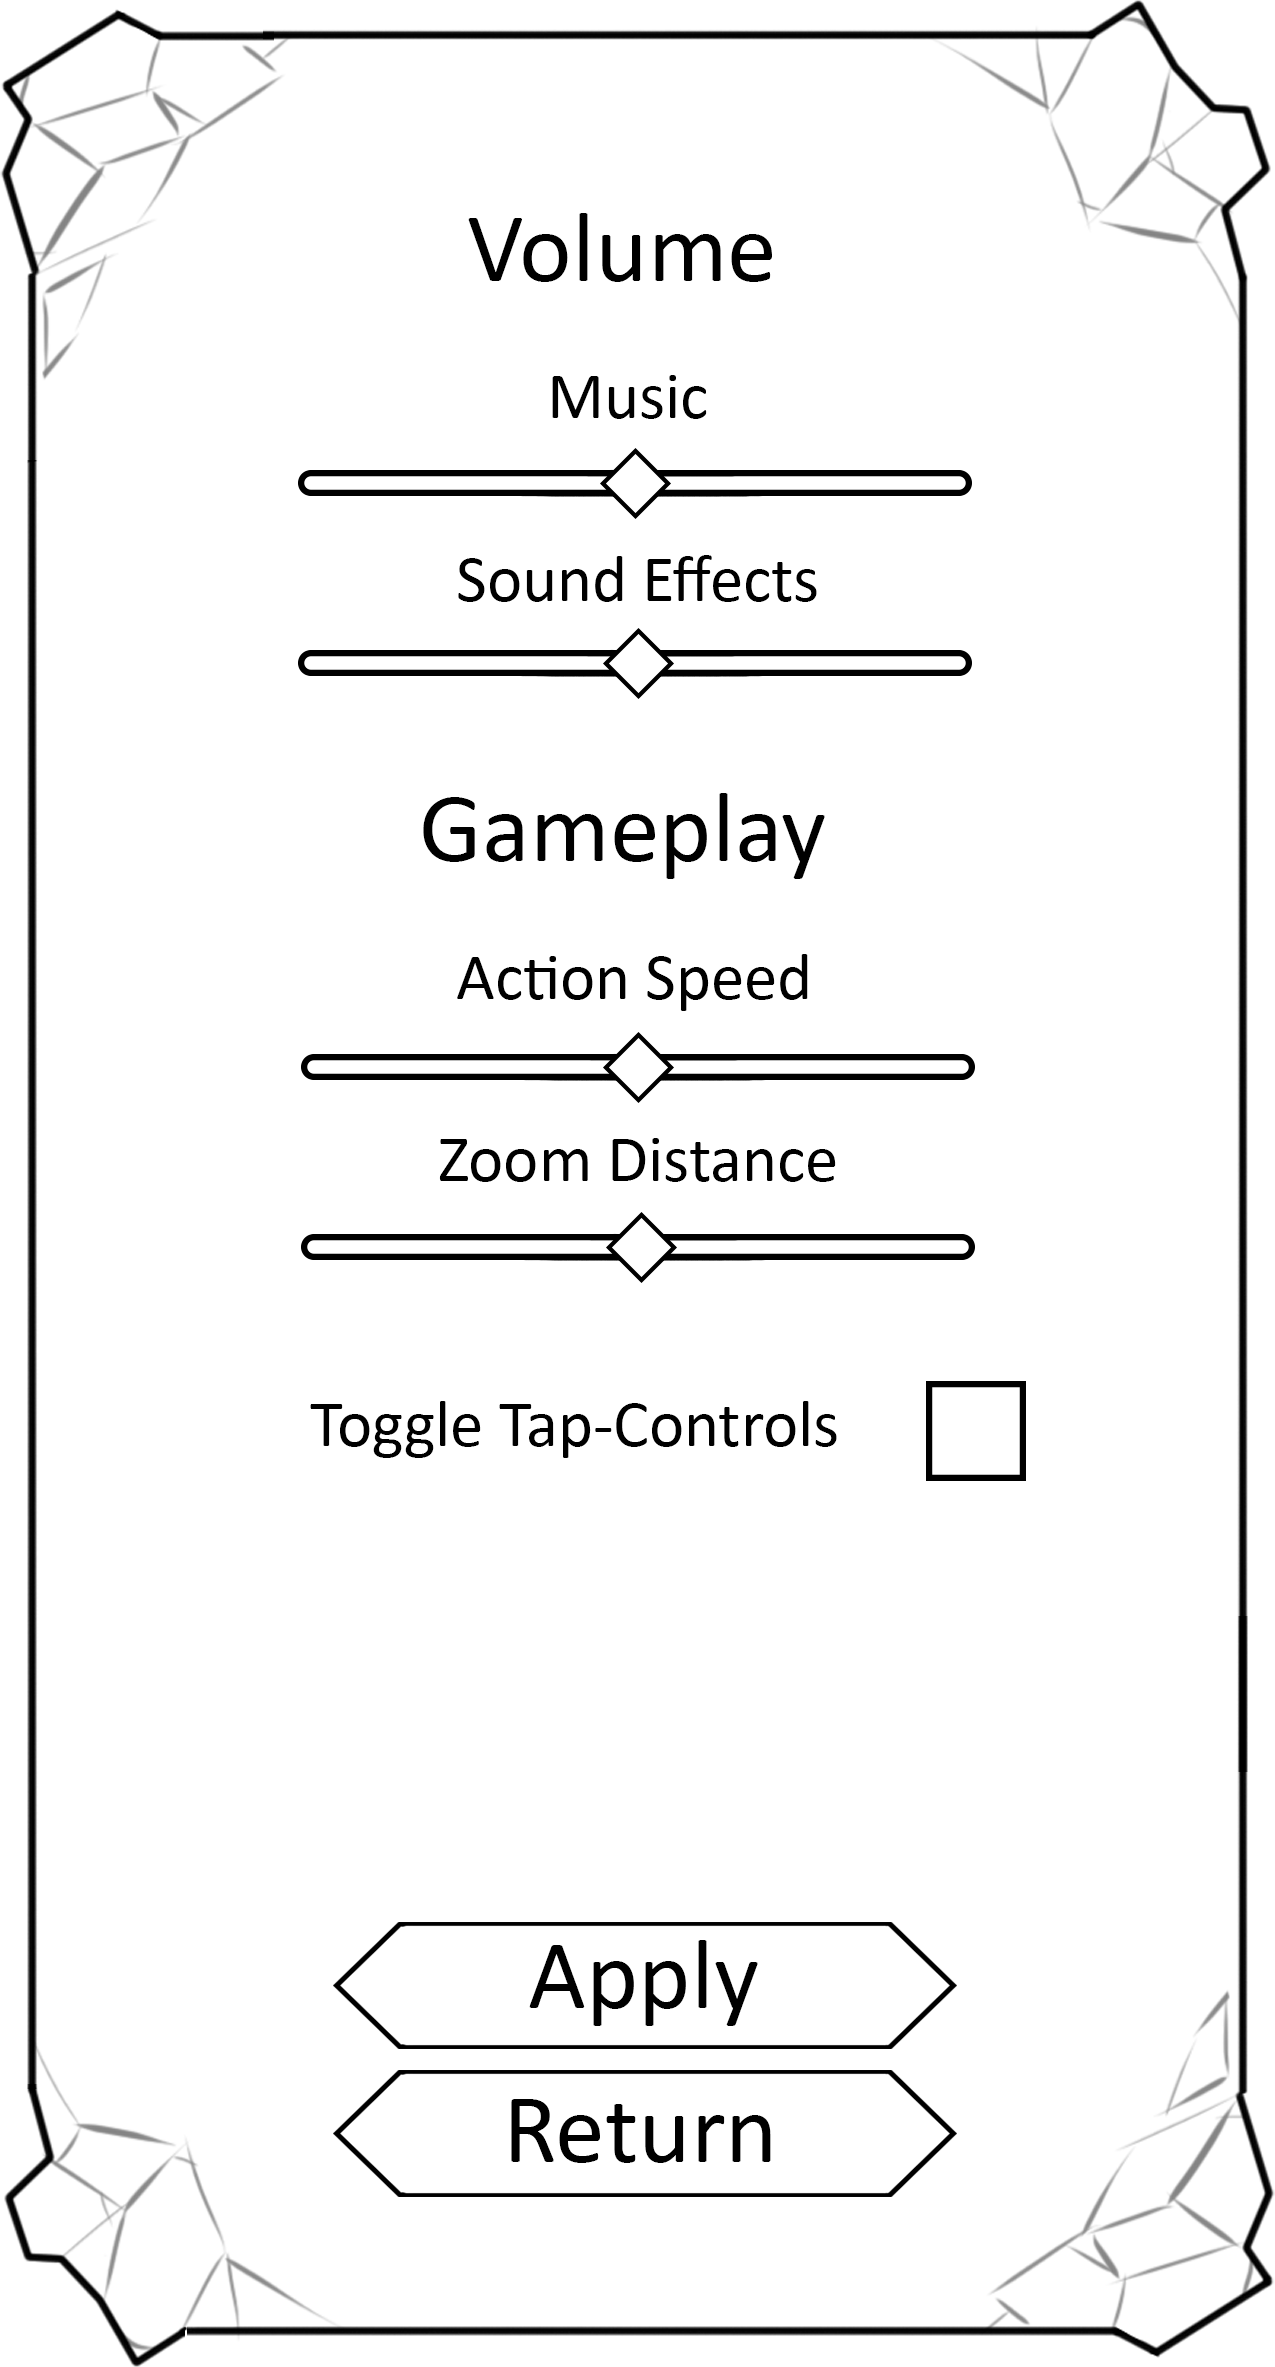 Volume
Music
Sound Effects
Gameplay
Action Speed
Zoom Distance
Toggle Tap-Controls
Apply
Return